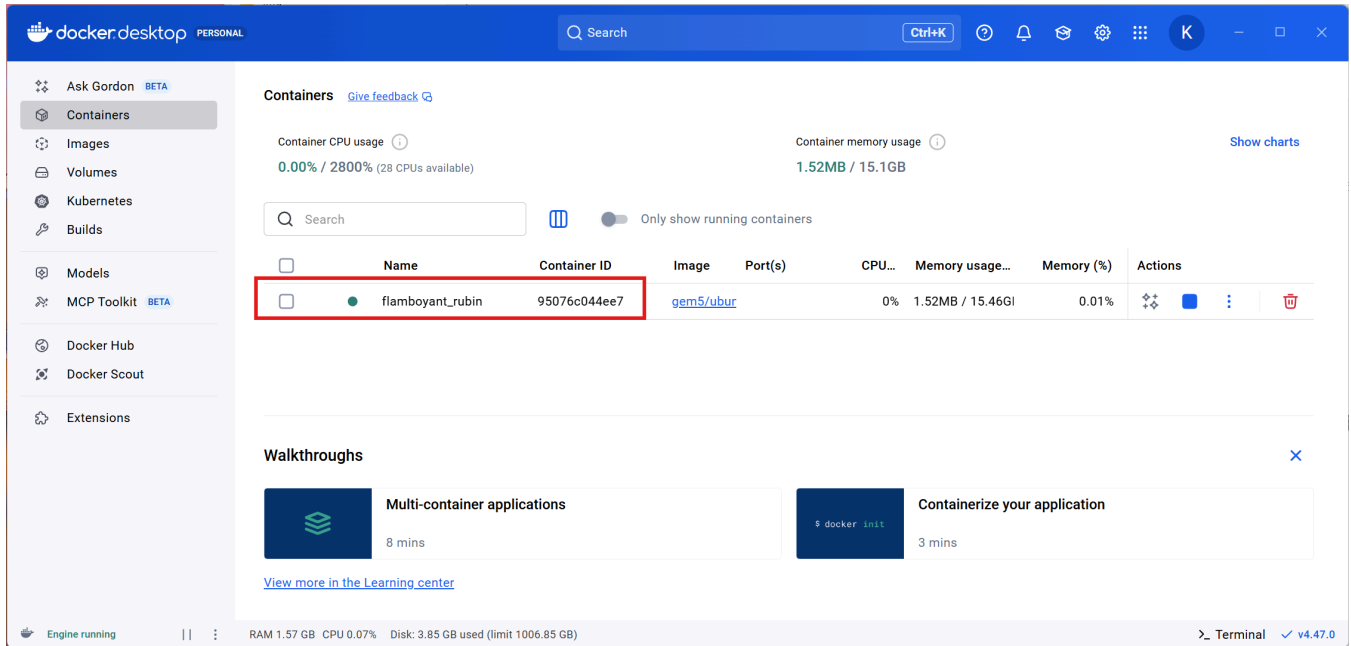 docker.desktop PERSONAL
Search Ctrl+K
K
Ask Gordon BETA
Containers
Images
Volumes
Kubernetes
Builds
Models
MCP Toolkit BETA
Docker Hub
Docker Scout
Extensions
Containers Give feedback
Container CPU usage
0.00% / 2800% (28 CPUs available)
Container memory usage
1.52MB / 15.1GB
Show charts
Search
Only show running containers
Name Container ID Image Port(s) CPU... Memory usage... Memory (%) Actions
flamboyant_rubin 95076c044ee7 gem5/ubur 0% 1.52MB / 15.46GI 0.01%
Walkthroughs
Multi-container applications
8 mins
$ docker init
Containerize your application
3 mins
View more in the Learning center
Engine running
RAM 1.57 GB CPU 0.07% Disk: 3.85 GB used (limit 1006.85 GB)
>_ Terminal
v4.47.0